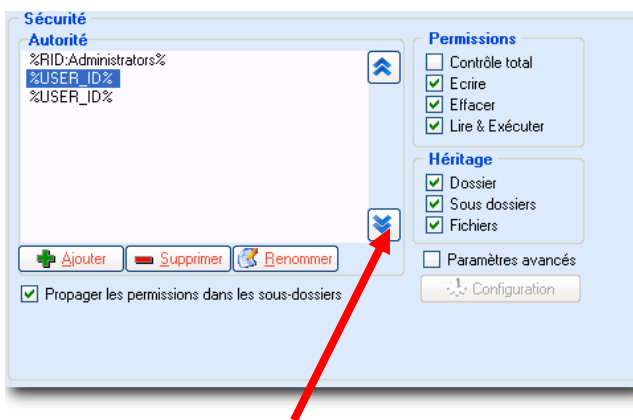 Sécurité
Autorité
%RID:Administrators%
%USER_ID%
%USER_ID%
Ajouter
Supprimer
Renommer
Propager les permissions dans les sous-dossiers
Permissions
Contrôle total
Ecrire
Effacer
Lire & Exécuter
Héritage
Dossier
Sous dossiers
Fichiers
Paramètres avancés
Configuration